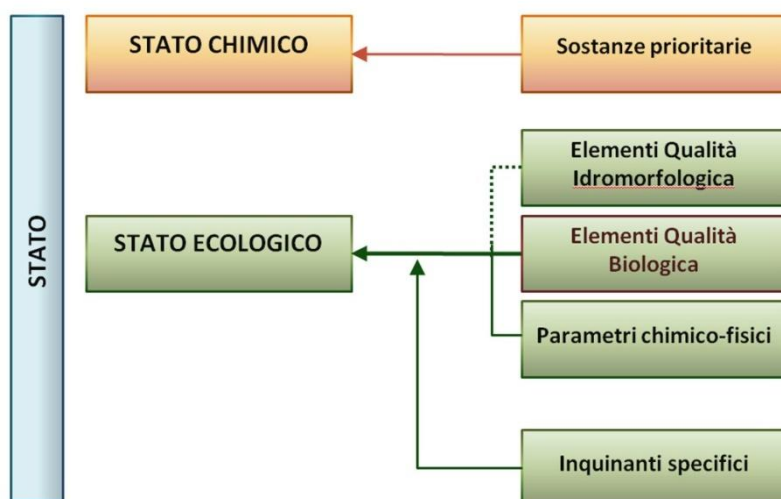 STATO
STATO CHIMICO
Sostanze prioritarie
Elementi Qualità
Idromorfologica
STATO ECOLOGICO
Elementi Qualità
Biologica
Parametri chimico-fisici
Inquinanti specifici